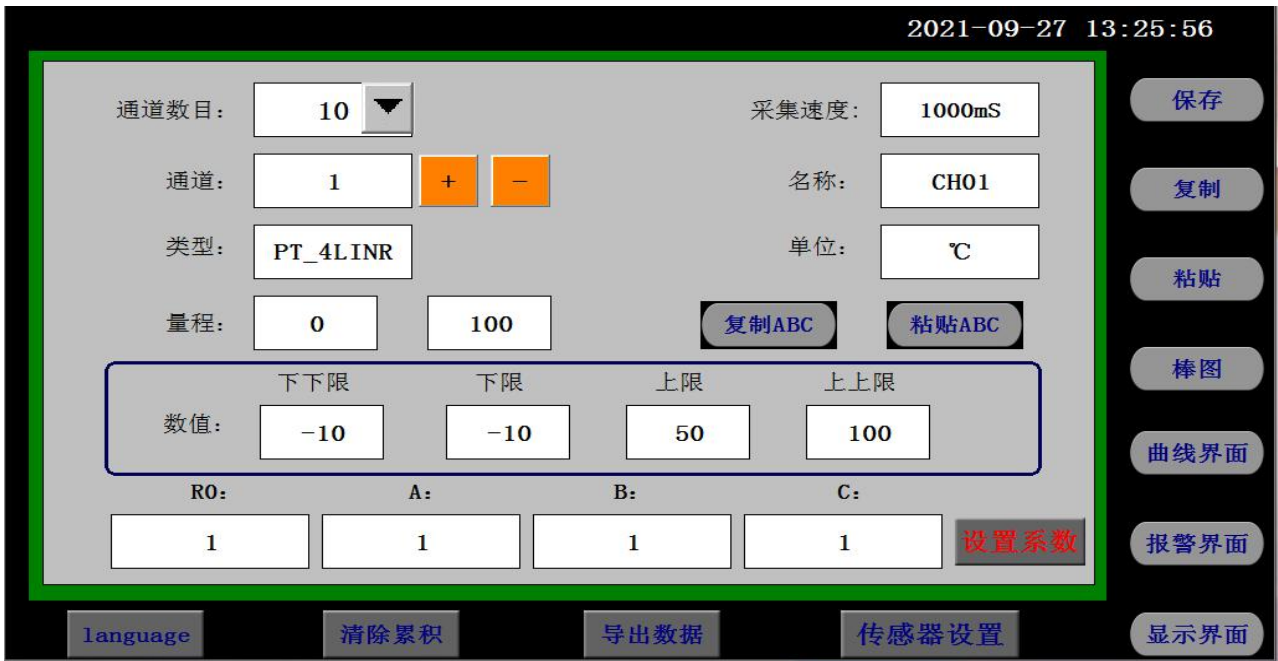 2021-09-27 13:25:56
通道数目： 10 采集速度: 1000mS 保存
通道： 1 + - 名称： CH01 复制
类型： PT_4LINR 单位： ℃
粘贴
量程： 0 100 复制ABC 粘贴ABC
下下限 下限 上限 上上限 棒图
数值： -10 -10 50 100
曲线界面
R0： A： B： C：
1 1 1 1 设置系数 报警界面
language 清除累积 导出数据 传感器设置 显示界面